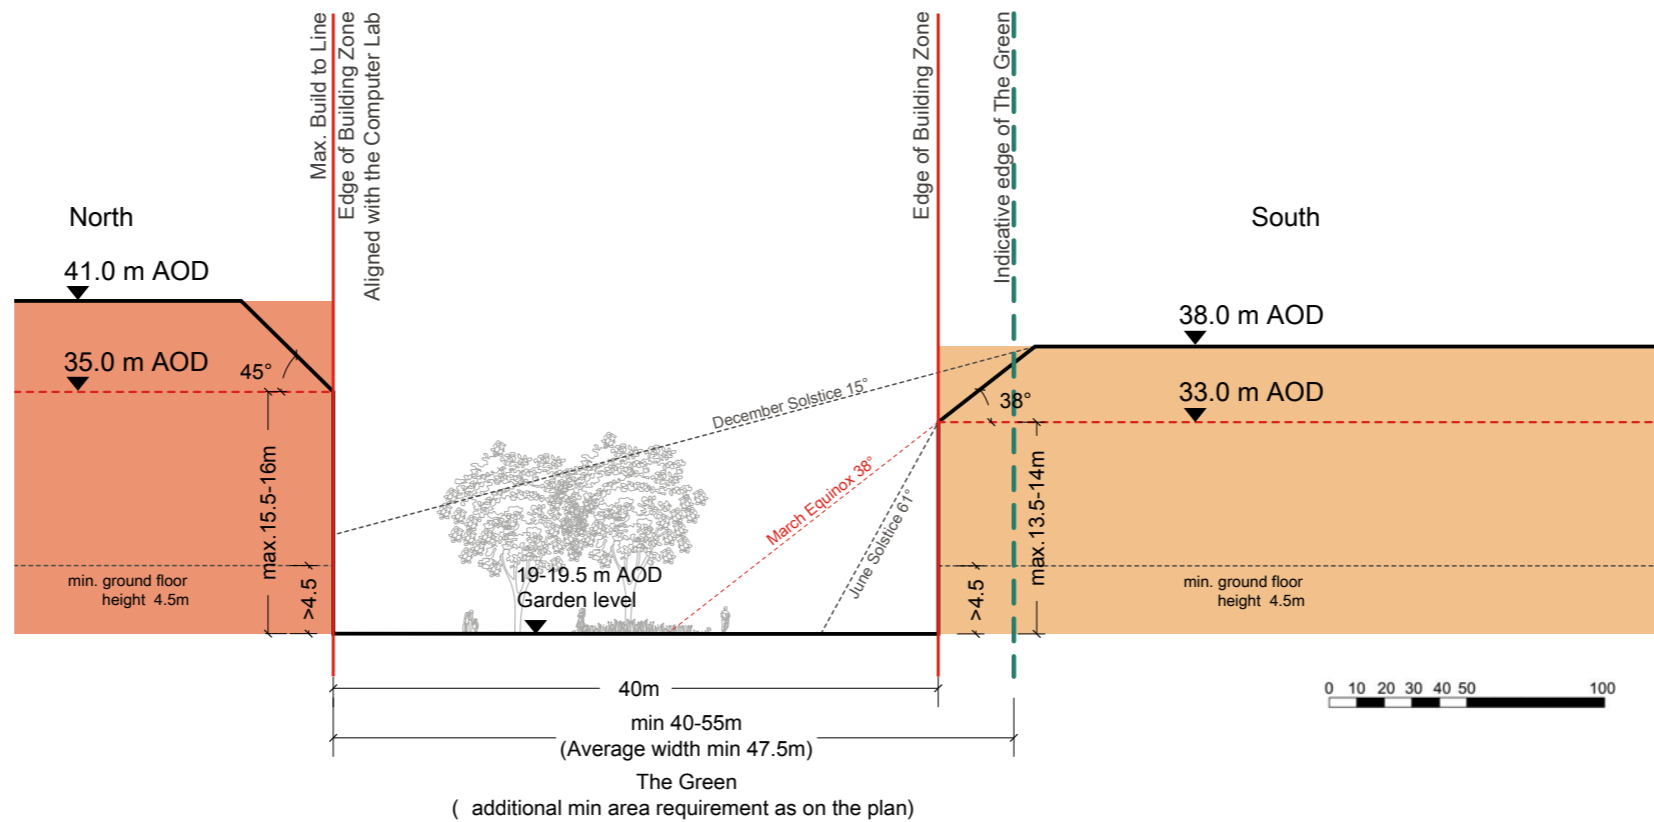 Max. Build to Line
Edge of Building Zone
Aligned with the Computer Lab
Edge of Building Zone
Indicative edge of The Green
North
South
41.0 m AOD
38.0 m AOD
35.0 m AOD
45°
December Solstice 15°
38°
33.0 m AOD
March Equinox 38°
June Solstice 61°
max.15.5-16m
max.13.5-14m
min. ground floor
height 4.5m
>4.5
19-19.5 m AOD
Garden level
>4.5
min. ground floor
height 4.5m
40m
min 40-55m
(Average width min 47.5m)
The Green
( additional min area requirement as on the plan)
0 10 20 30 40 50 100